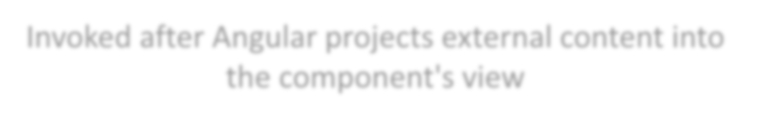 Invoked after Angular projects external content into
the component's view